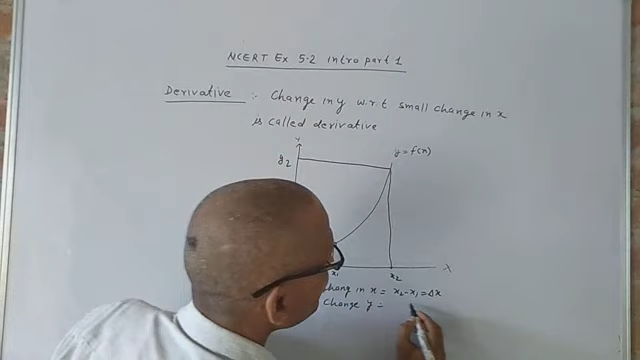 NCERT Ex 5.2 intro part 1
Derivative :- Change in y w.r.t small change in x
is called derivative
Y
y2
y = f(x)
x1
x2
X
Chang in x = x2-x1 = Δx
Change y =